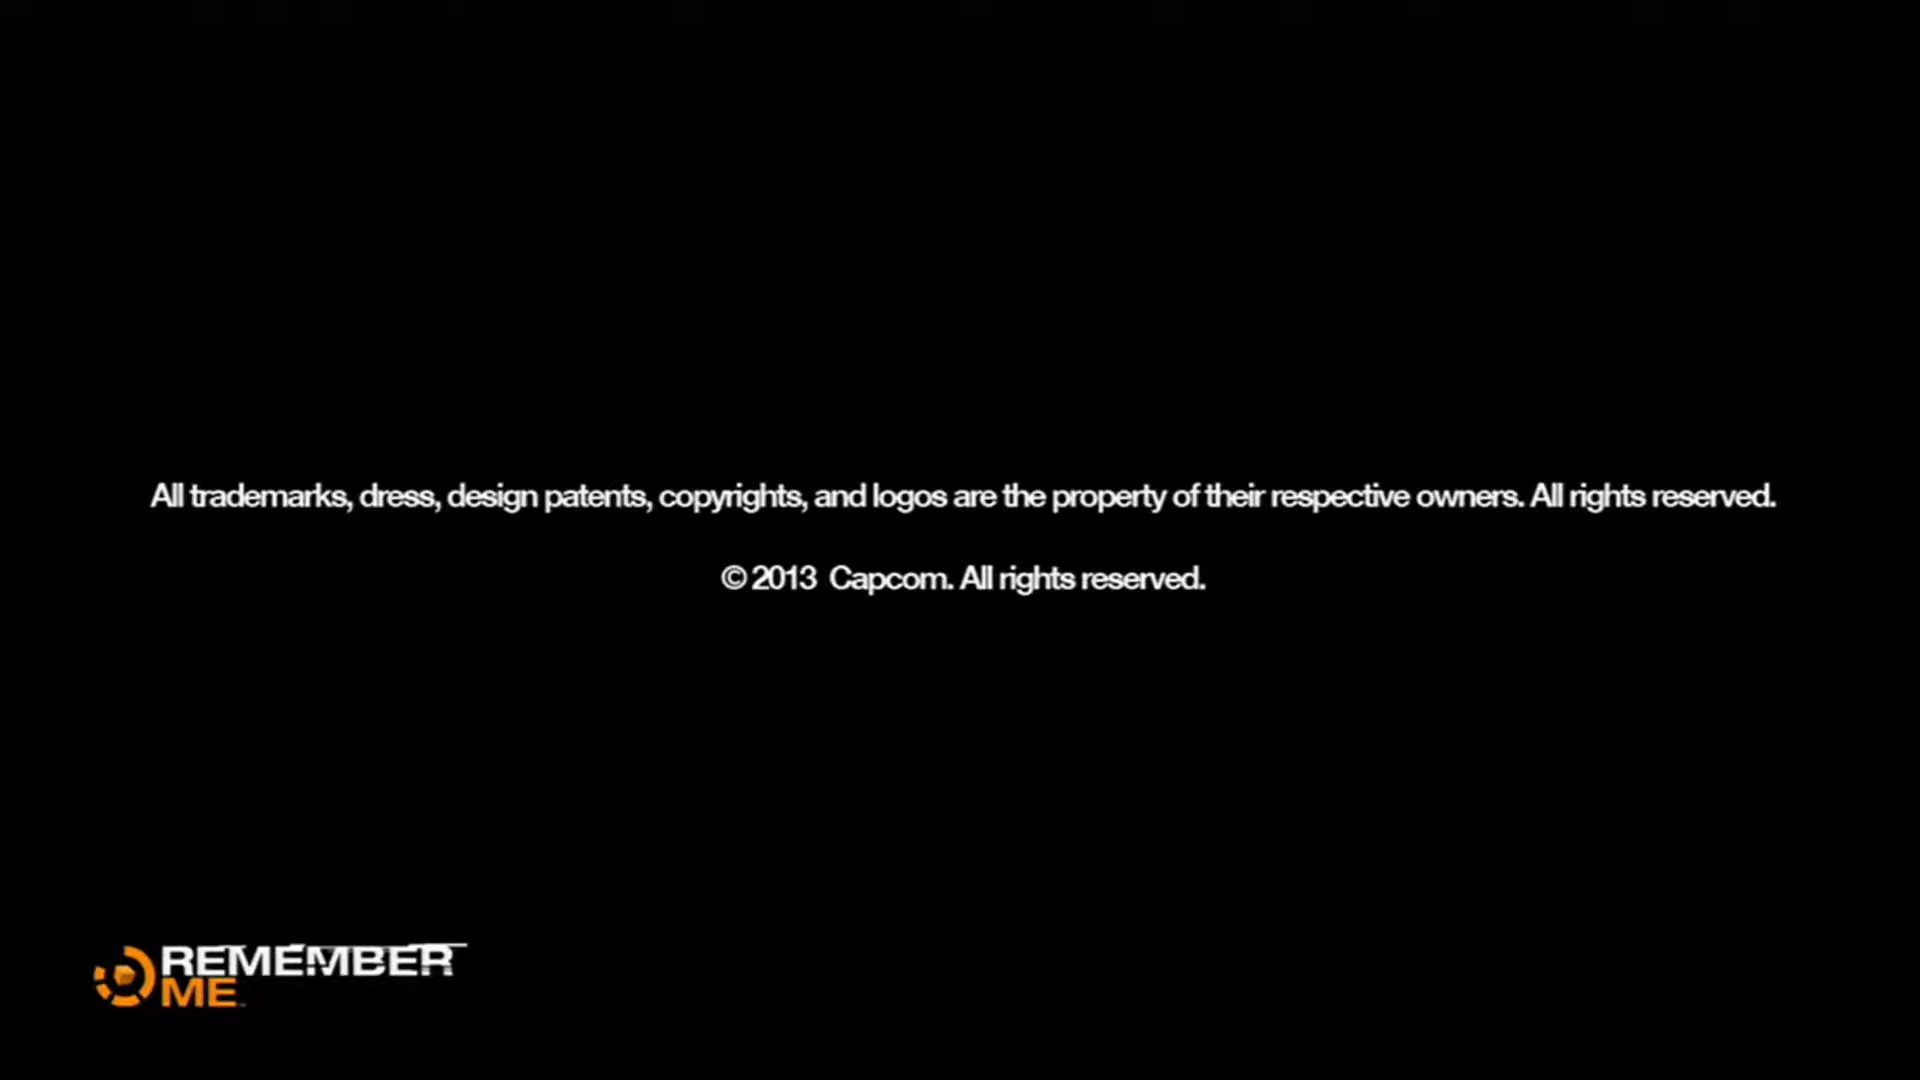 All trademarks, dress, design patents, copyrights, and logos are the property of their respective owners. All rights reserved.
© 2013 Capcom. All rights reserved.
REMEMBER
ME